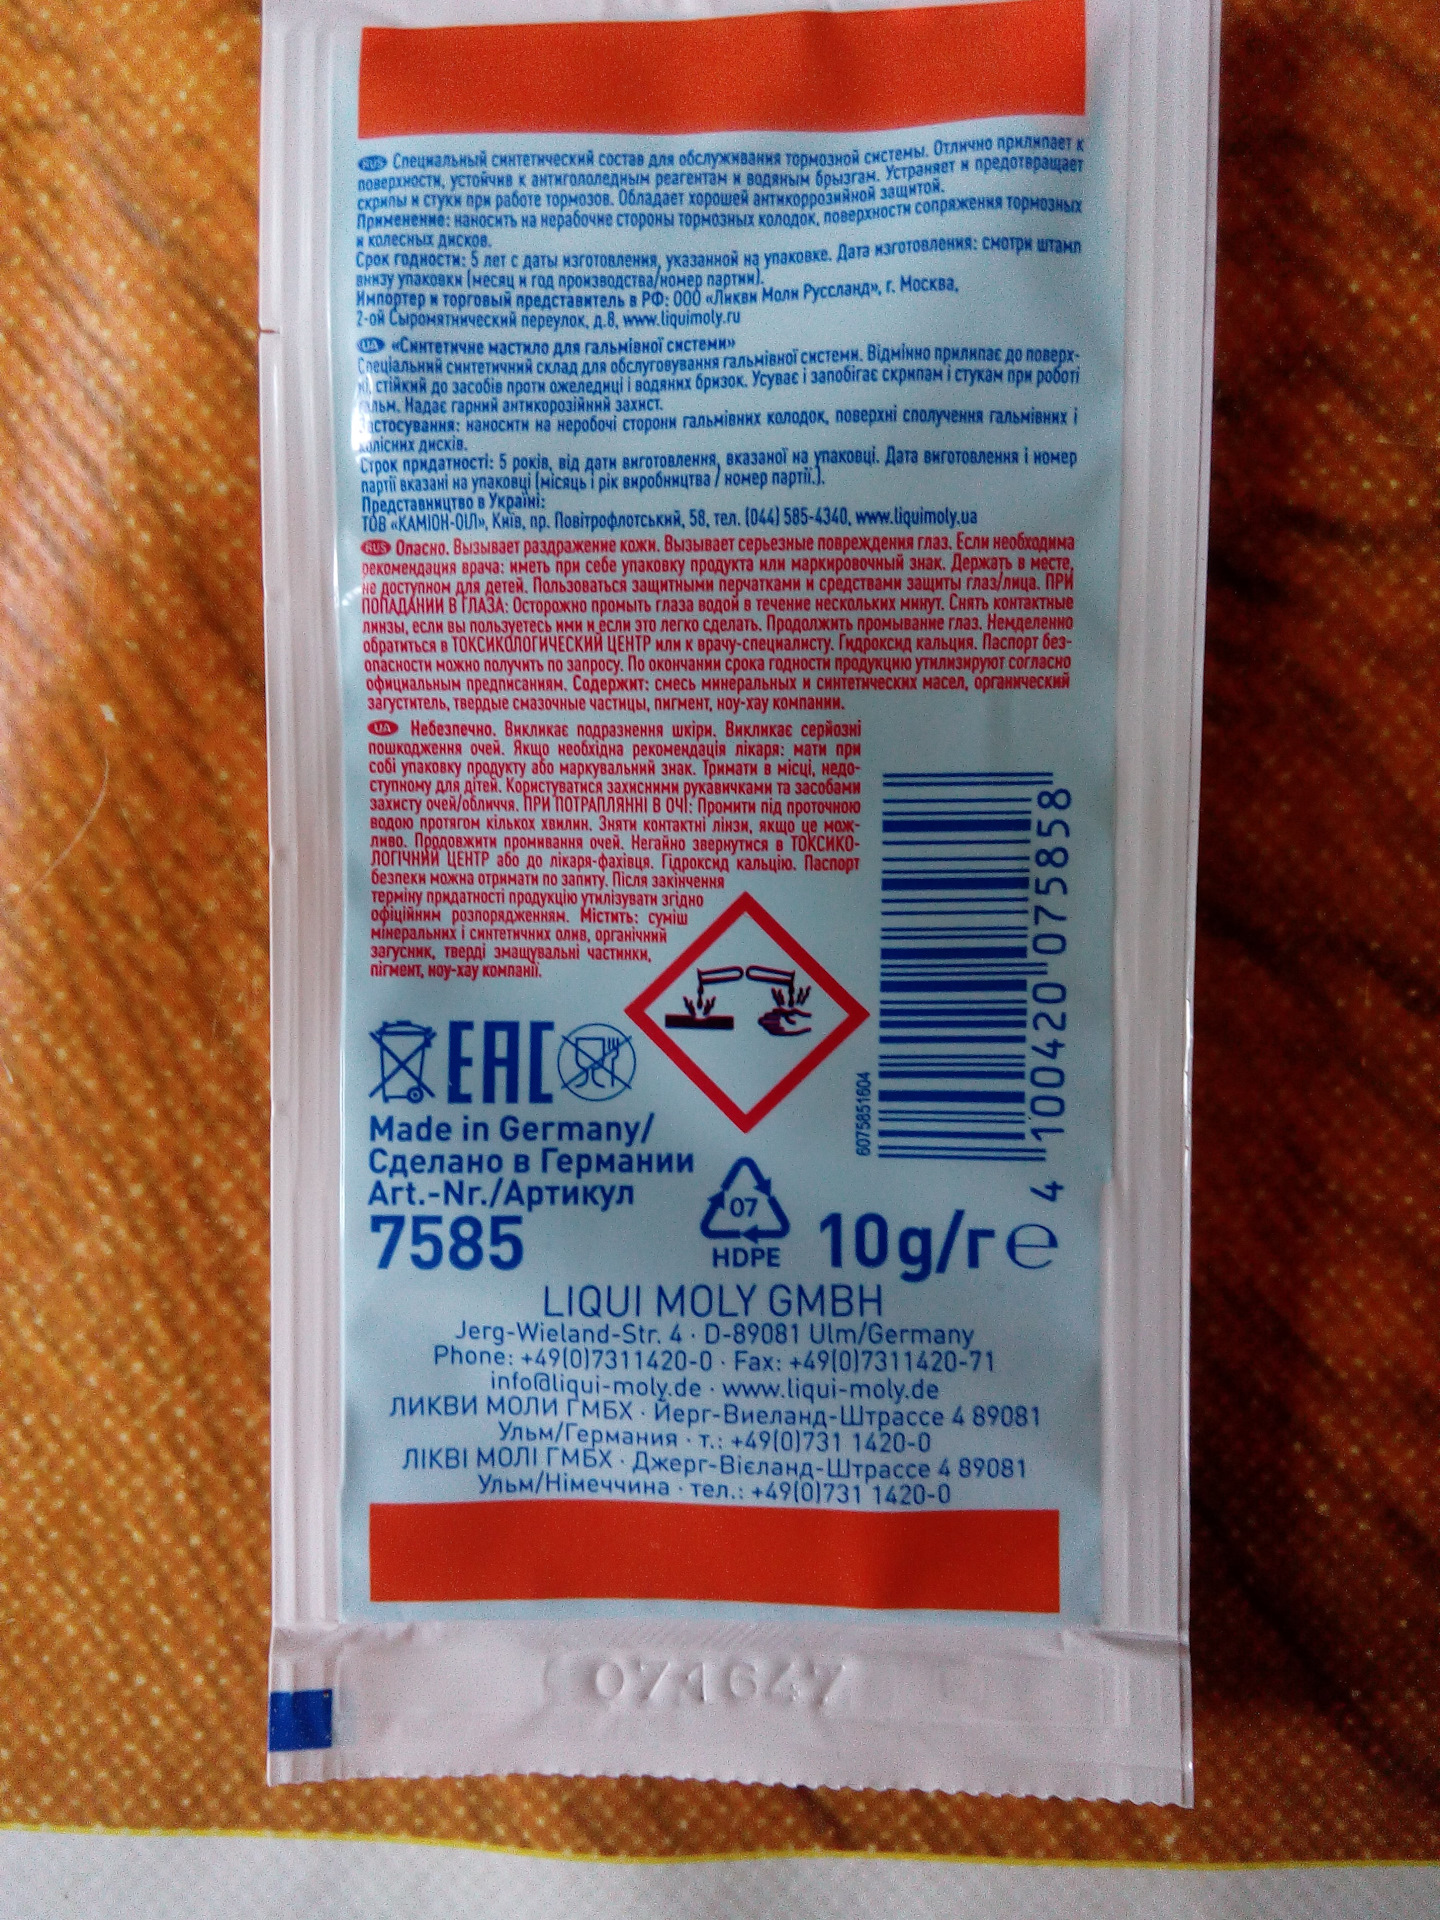 RUS Специальный синтетический состав для обслуживания тормозной системы. Отлично прилипает к
поверхности, устойчив к антигололедным реагентам и водяным брызгам. Устраняет и предотвращает
скрипы и стуки при работе тормозов. Обладает хорошей антикоррозийной защитой.
Применение: наносить на нерабочие стороны тормозных колодок, поверхности сопряжения тормозных
и колесных дисков.
Срок годности: 5 лет с даты изготовления, указанной на упаковке. Дата изготовления: смотри штамп
внизу упаковки (месяц и год производства/номер партии).
Импортер и торговый представитель в РФ: ООО «Ликви Моли Руссланд», г. Москва,
2-ой Сыромятнический переулок, д.8, www.liquimoly.ru
UA «Синтетичне мастило для гальмівної системи»
Спеціальний синтетичний склад для обслуговування гальмівної системи. Відмінно прилипає до поверх-
ні, стійкий до засобів проти ожеледиці і водяних бризок. Усуває і запобігає скрипам і стукам при роботі
гальм. Надає гарний антикорозійний захист.
Застосування: наносити на неробочі сторони гальмівних колодок, поверхні сполучення гальмівних і
колісних дисків.
Строк придатності: 5 років, від дати виготовлення, вказаної на упаковці. Дата виготовлення і номер
партії вказані на упаковці (місяць і рік виробництва / номер партії.).
Представництво в Україні:
ТОВ «КАМІОН-ОІЛ», Київ, пр. Повітрофлотський, 58, тел. (044) 585-4340, www.liquimoly.ua
RUS Опасно. Вызывает раздражение кожи. Вызывает серьезные повреждения глаз. Если необходима
рекомендация врача: иметь при себе упаковку продукта или маркировочный знак. Держать в месте,
не доступном для детей. Пользоваться защитными перчатками и средствами защиты глаз/лица. ПРИ
ПОПАДАНИИ В ГЛАЗА: Осторожно промыть глаза водой в течение нескольких минут. Снять контактные
линзы, если вы пользуетесь ими и если это легко сделать. Продолжить промывание глаз. Немделенно
обратиться в ТОКСИКОЛОГИЧЕСКИЙ ЦЕНТР или к врачу-специалисту. Гидроксид кальция. Паспорт без-
опасности можно получить по запросу. По окончании срока годности продукцию утилизируют согласно
официальным предписаниям. Содержит: смесь минеральных и синтетических масел, органический
загуститель, твердые смазочные частицы, пигмент, ноу-хау компании.
UA Небезпечно. Викликає подразнення шкіри. Викликає серйозні
пошкодження очей. Якщо необхідна рекомендація лікаря: мати при
собі упаковку продукту або маркувальний знак. Тримати в місці, недо-
ступному для дітей. Користуватися захисними рукавичками та засобами
захисту очей/обличчя. ПРИ ПОТРАПЛЯННІ В ОЧІ: Промити під проточною
водою протягом кількох хвилин. Зняти контактні лінзи, якщо це мож-
ливо. Продовжити промивання очей. Негайно звернутися в ТОКСИКО-
ЛОГІЧНИЙ ЦЕНТР або до лікаря-фахівця. Гідроксид кальцію. Паспорт
безпеки можна отримати по запиту. Після закінчення
терміну придатності продукцію утилізувати згідно
офіційним розпорядженням. Містить: суміш
мінеральних і синтетичних олив, органічний
загусник, тверді змащувальні частинки,
пігмент, ноу-хау компанії.
6075851604
4 100420 075858
EAC
Made in Germany/
Сделано в Германии
Art.-Nr./Артикул
7585
07
HDPE
10g/г e
LIQUI MOLY GMBH
Jerg-Wieland-Str. 4 · D-89081 Ulm/Germany
Phone: +49(0)7311420-0 · Fax: +49(0)7311420-71
info@liqui-moly.de · www.liqui-moly.de
ЛИКВИ МОЛИ ГМБХ · Йерг-Виеланд-Штрассе 4 89081
Ульм/Германия · т.: +49(0)731 1420-0
ЛІКВІ МОЛІ ГМБХ · Джерг-Вієланд-Штрассе 4 89081
Ульм/Німеччина · тел.: +49(0)731 1420-0
071647